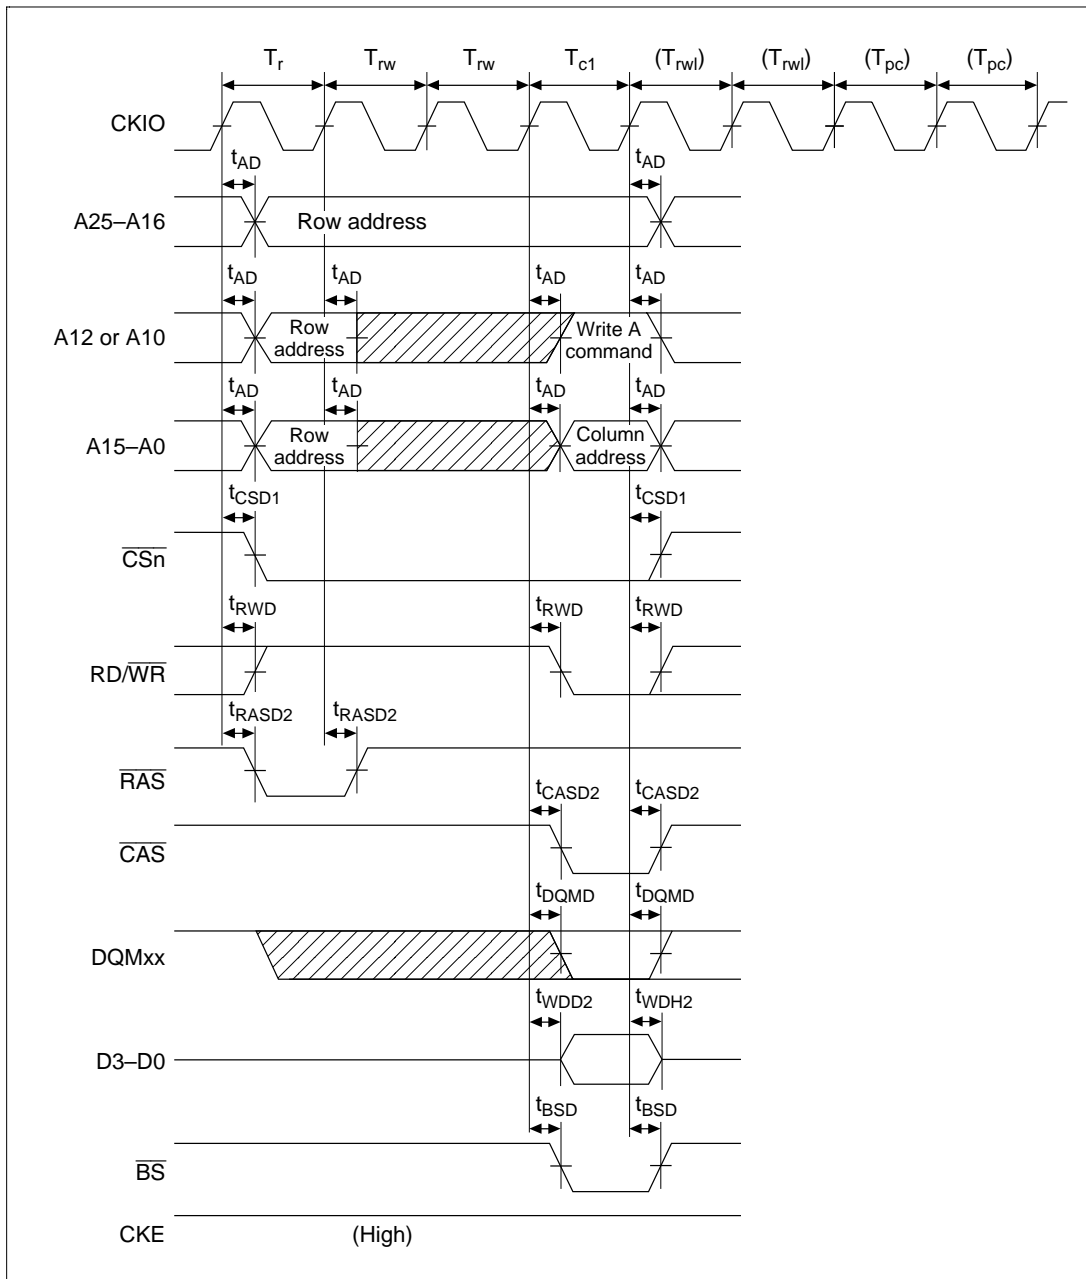 Tr Trw Trw Tc1 (Trwl) (Trwl) (Tpc) (Tpc)
CKIO
tAD tAD
A25–A16 Row address
tAD tAD tAD tAD
A12 or A10 Row address Write A command
tAD tAD tAD tAD
A15–A0 Row address Column address
tCSD1 tCSD1
CSn
tRWD tRWD tRWD
RD/WR
tRASD2 tRASD2
RAS
tCASD2 tCASD2
CAS
tDQMD tDQMD
DQMxx
tWDD2 tWDH2
D3–D0
tBSD tBSD
BS
CKE (High)